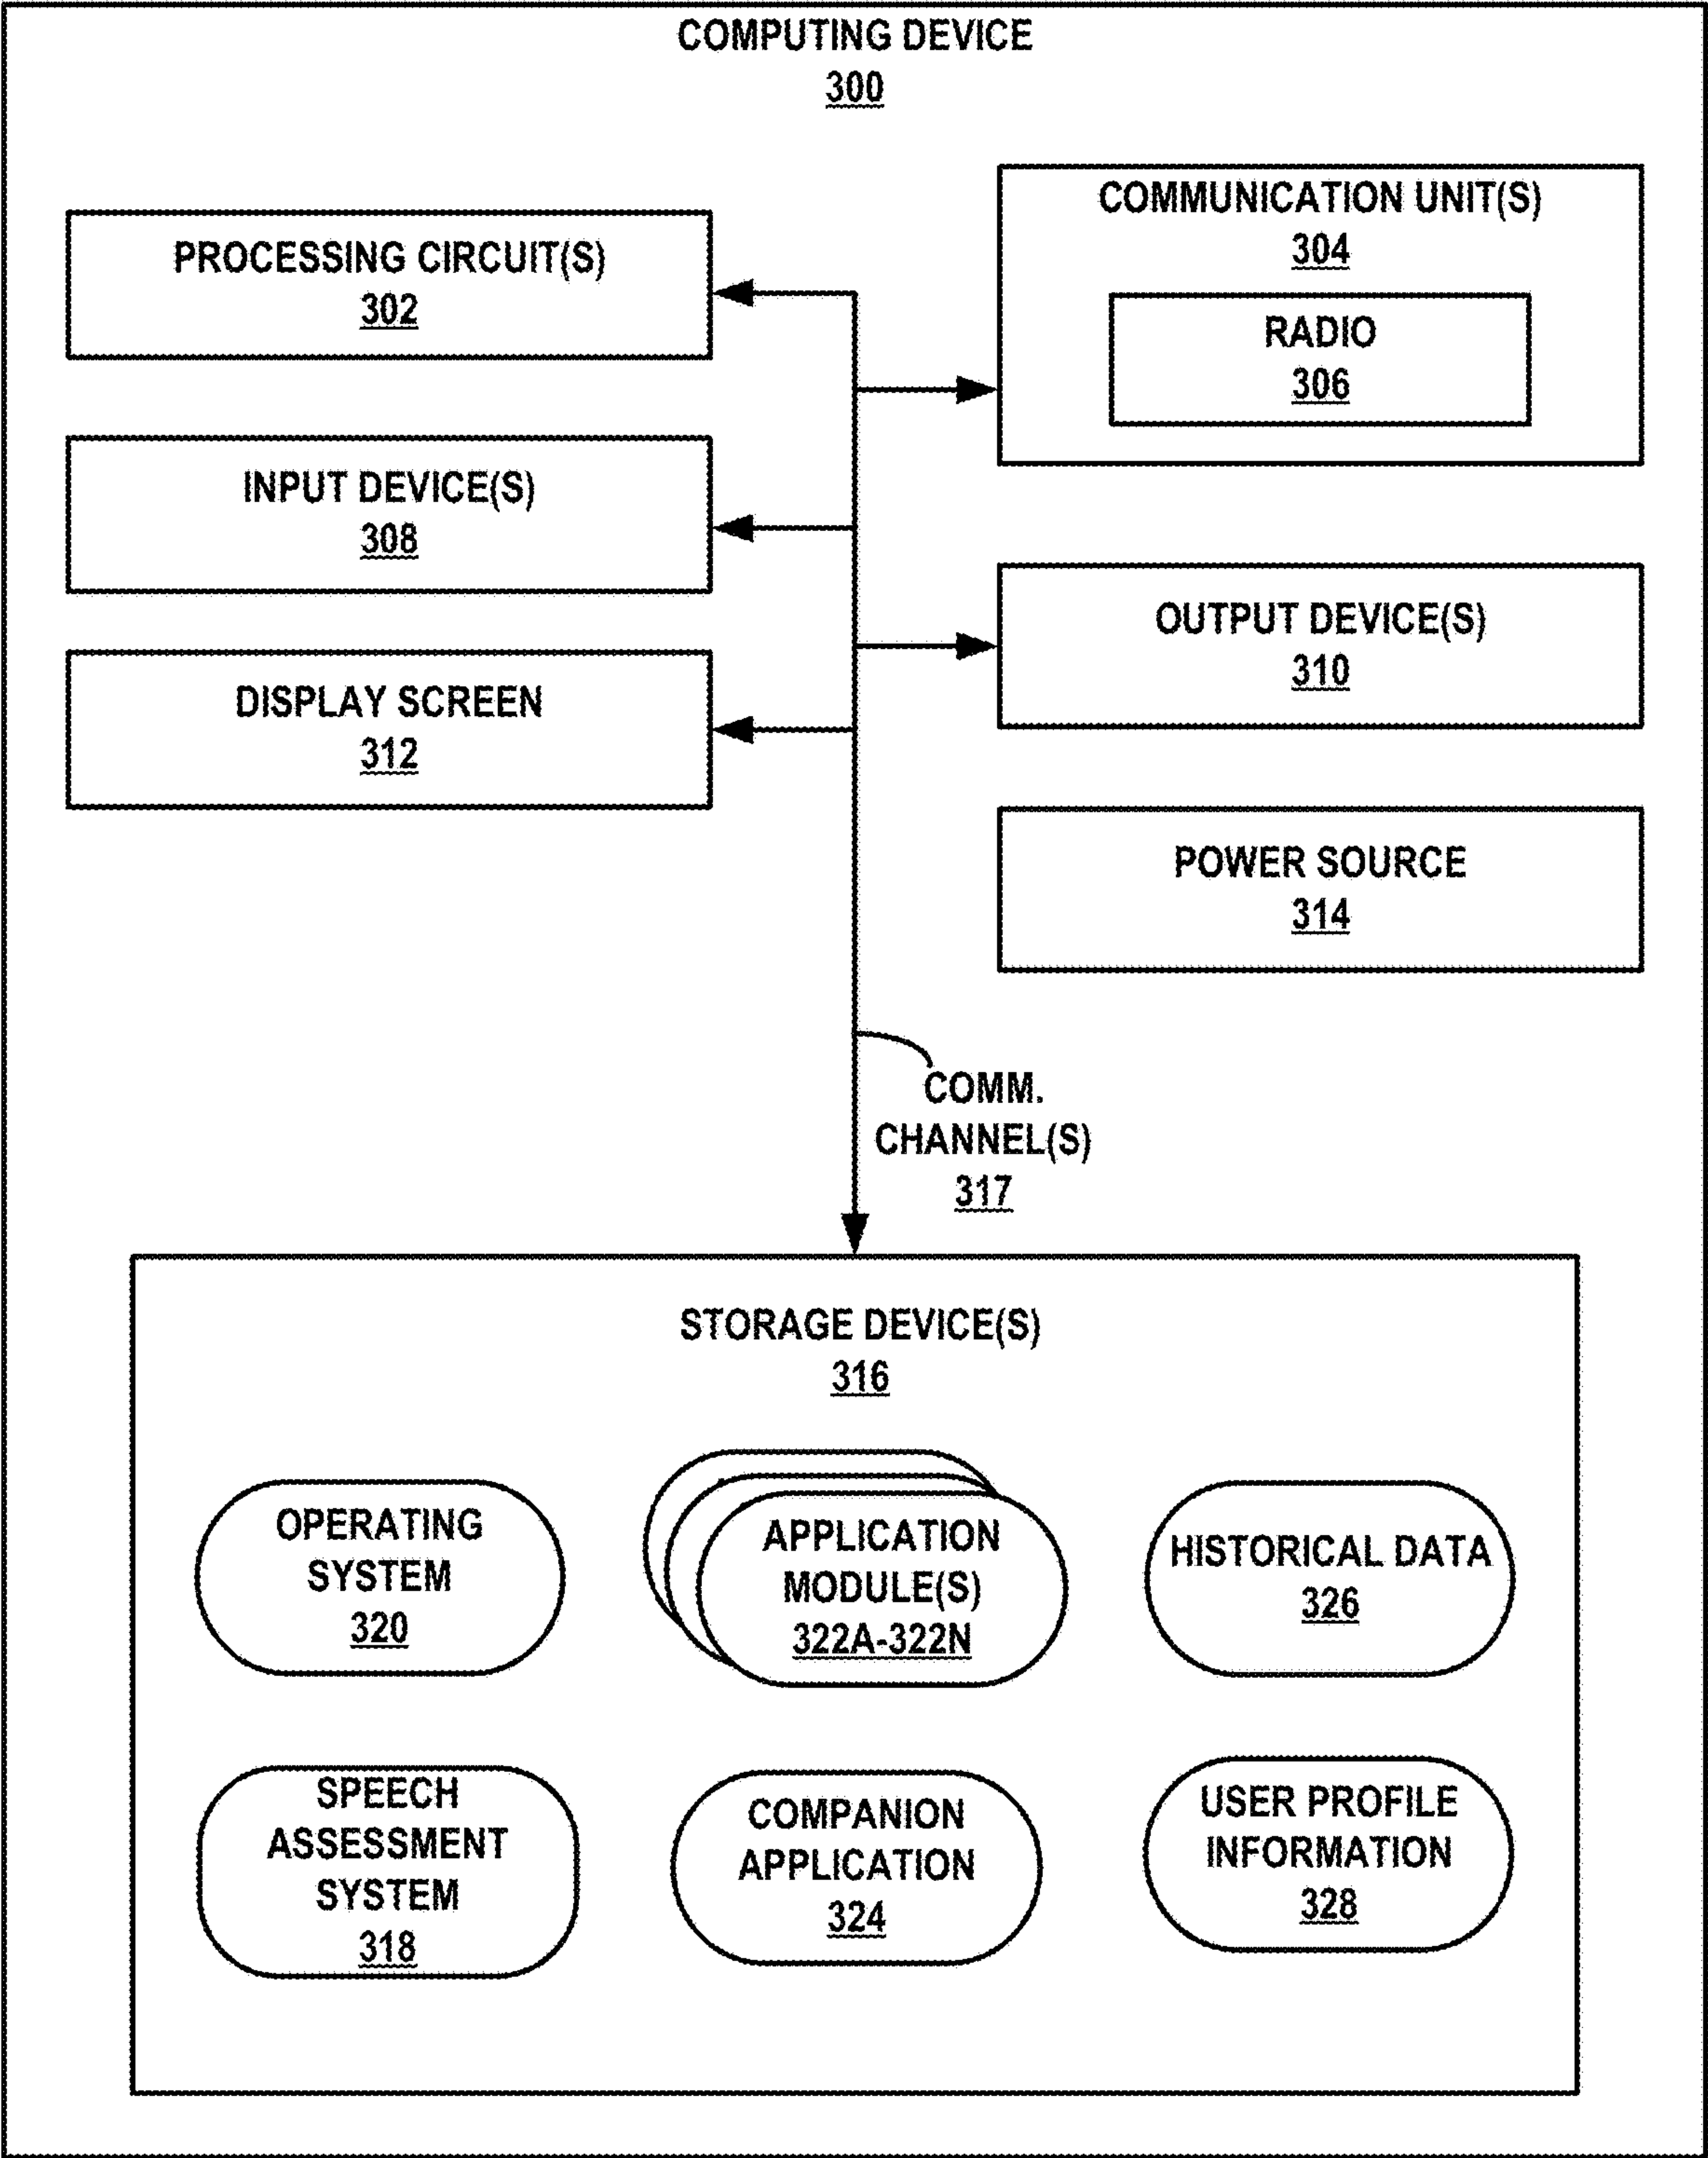 COMPUTING DEVICE
300
PROCESSING CIRCUIT(S)
302
COMMUNICATION UNIT(S)
304
RADIO
306
INPUT DEVICE(S)
308
OUTPUT DEVICE(S)
310
DISPLAY SCREEN
312
POWER SOURCE
314
COMM.
CHANNEL(S)
317
STORAGE DEVICE(S)
316
OPERATING
SYSTEM
320
APPLICATION
MODULE(S)
322A-322N
HISTORICAL DATA
326
SPEECH
ASSESSMENT
SYSTEM
318
COMPANION
APPLICATION
324
USER PROFILE
INFORMATION
328